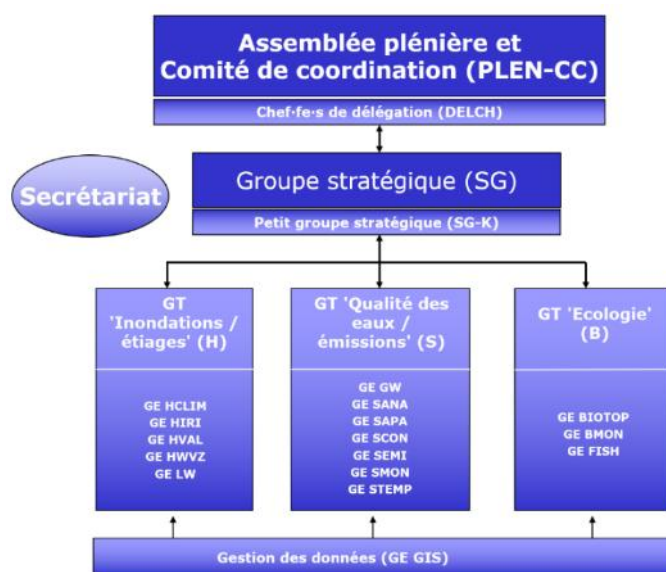 Assemblée plénière et
Comité de coordination (PLEN-CC)
Chef·fe·s de délégation (DELCH)
Secrétariat
Groupe stratégique (SG)
Petit groupe stratégique (SG-K)
GT
'Inondations /
étiages' (H)
GE HCLIM
GE HIRI
GE HVAL
GE HWVZ
GE LW
GT 'Qualité des
eaux /
émissions' (S)
GE GW
GE SANA
GE SAPA
GE SCON
GE SEMI
GE SMON
GE STEMP
GT 'Ecologie'
(B)
GE BIOTOP
GE BMON
GE FISH
Gestion des données (GE GIS)